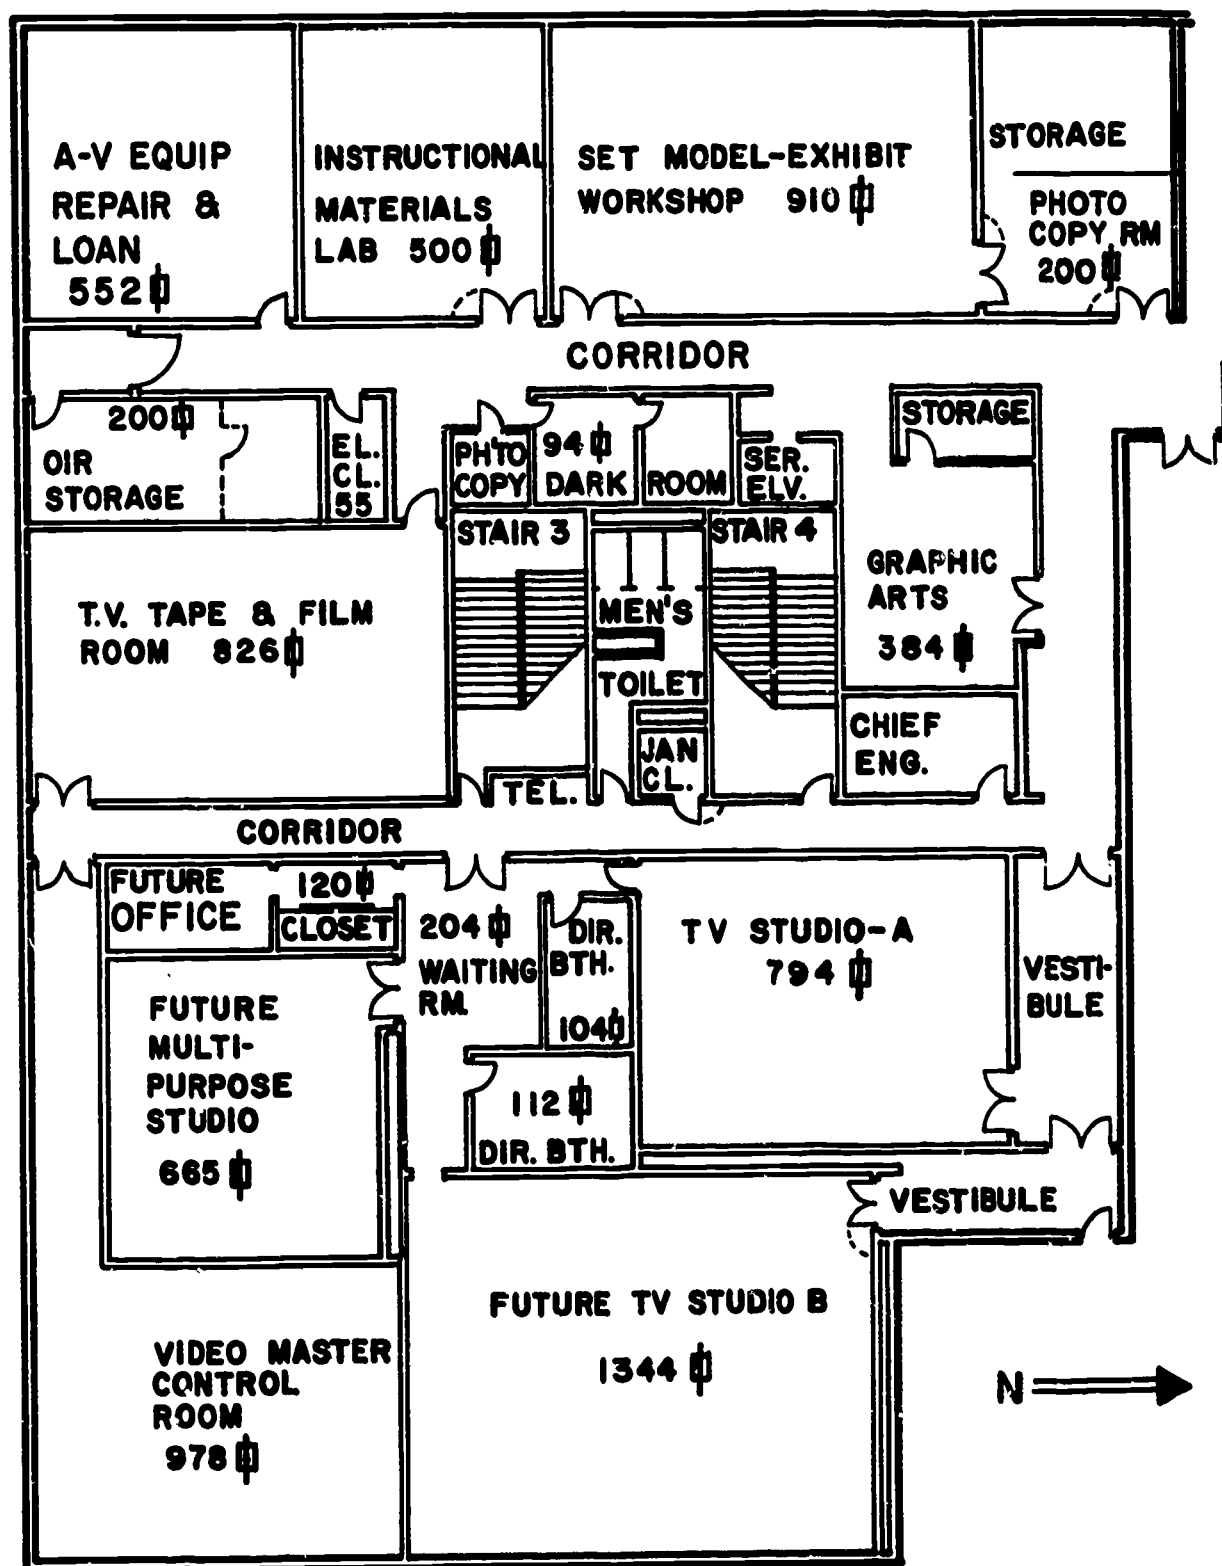 A-V EQUIP
REPAIR &
LOAN
552
INSTRUCTIONAL
MATERIALS
LAB 500
SET MODEL-EXHIBIT
WORKSHOP 910
STORAGE
PHOTO
COPY RM
200
CORRIDOR
200
OIR
STORAGE
EL.
CL.
55
PH'TO
COPY
94
DARK ROOM
SER.
ELV.
STORAGE
STAIR 3
STAIR 4
MEN'S
TOILET
GRAPHIC
ARTS
384
T.V. TAPE & FILM
ROOM 826
CHIEF
ENG.
JAN
CL.
TEL.
CORRIDOR
FUTURE
OFFICE
120
CLOSET
204
WAITING
RM.
DIR.
BTH.
104
TV STUDIO-A
794
VESTI-
BULE
FUTURE
MULTI-
PURPOSE
STUDIO
665
112
DIR. BTH.
VESTIBULE
FUTURE TV STUDIO B
1344
VIDEO MASTER
CONTROL
ROOM
978
N